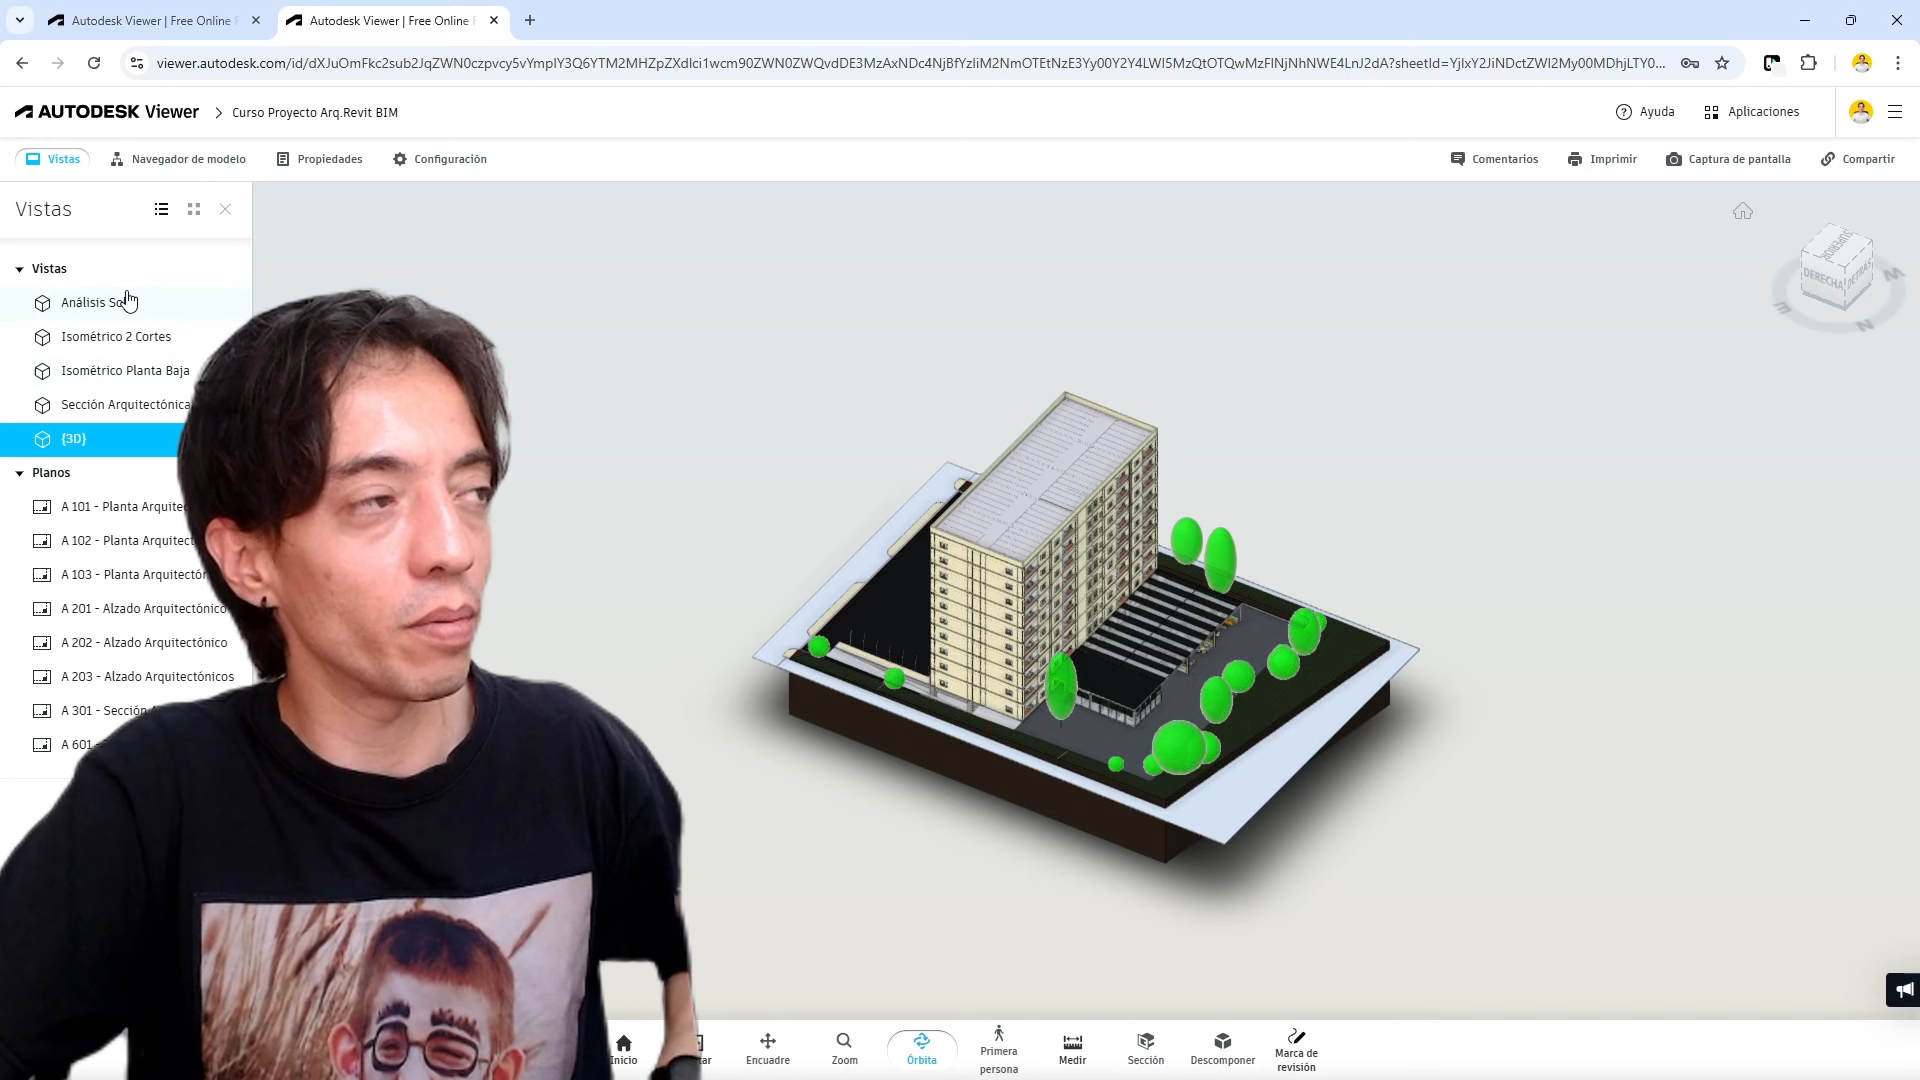 Autodesk Viewer | Free Online F
Autodesk Viewer | Free Online F
viewer.autodesk.com/id/
AUTODESK Viewer
Curso Proyecto Arq.Revit BIM
Ayuda
Aplicaciones
Vistas
Navegador de modelo
Propiedades
Configuración
Comentarios
Imprimir
Captura de pantalla
Compartir
Vistas
Vistas
Análisis
Isométrico 2 Cortes
Isométrico Planta Baja
Sección Arquitectónica
{3D}
Planos
A 101 - Planta Arquitec
A 102 - Planta Arquitect
A 103 - Planta Arquitectón
A 201 - Alzado Arquitectónico
A 202 - Alzado Arquitectónico
A 203 - Alzado Arquitectónicos
A 301 - Sección
A 601 -
SUPERIOR
DERECHA
DETRÁS
E
N
Inicio
Encuadre
Zoom
Órbita
Primera
persona
Medir
Sección
Descomponer
Marca de
revisión